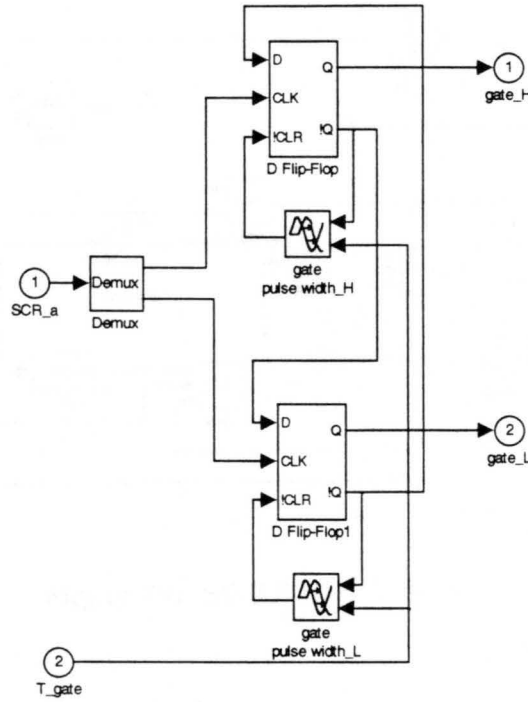 D
Q
1
CLK
gate_H
!CLR
!Q
D Flip-Flop
gate
pulse width_H
1
Demux
SCR_a
Demux
D
Q
2
CLK
gate_L
!CLR
!Q
D Flip-Flop1
gate
pulse width_L
2
T_gate